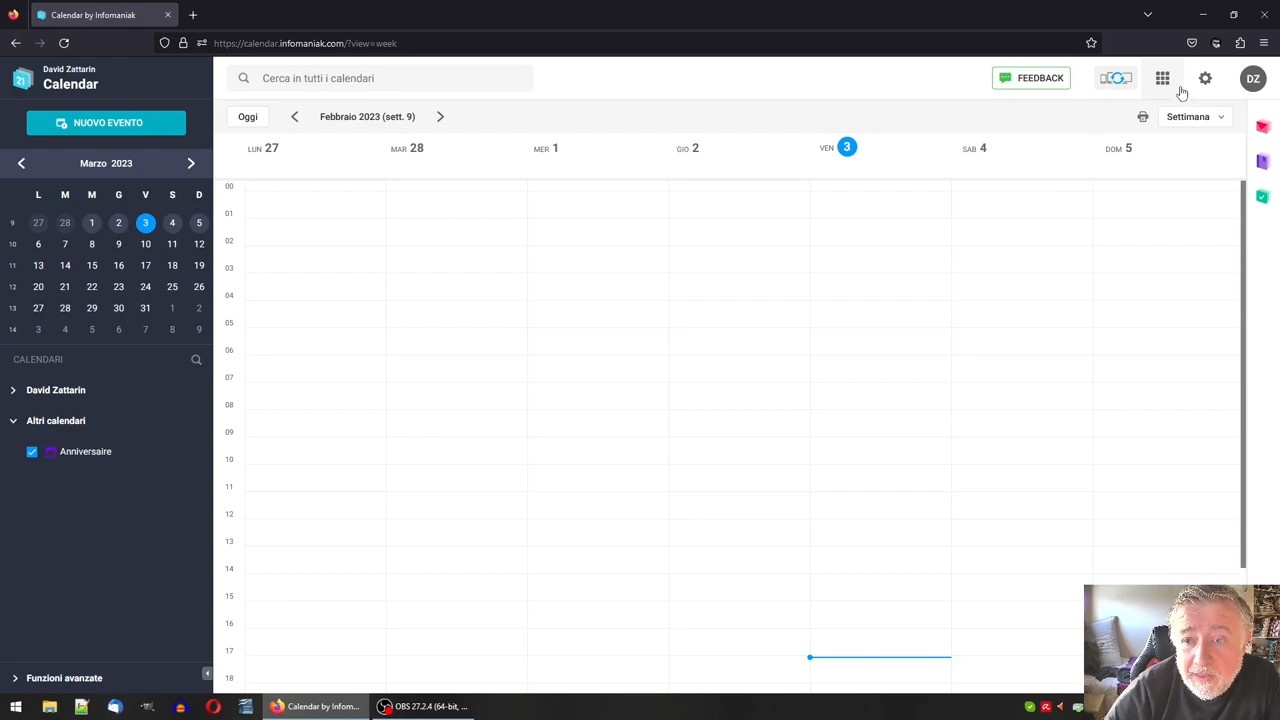 Calendar by Infomaniak
https://calendar.infomaniak.com/?view=week
David Zattarin
Calendar
21
Cerca in tutti i calendari
FEEDBACK
DZ
NUOVO EVENTO
Oggi
Febbraio 2023 (sett. 9)
Settimana
Marzo 2023
LUN 27
MAR 28
MER 1
GIO 2
VEN 3
SAB 4
DOM 5
L M M G V S D
9 27 28 1 2 3 4 5
10 6 7 8 9 10 11 12
11 13 14 15 16 17 18 19
12 20 21 22 23 24 25 26
13 27 28 29 30 31 1 2
14 3 4 5 6 7 8 9
CALENDARI
David Zattarin
Altri calendari
Anniversaire
Funzioni avanzate
00
01
02
03
04
05
06
07
08
09
10
11
12
13
14
15
16
17
18
Calendar by Infom...
OBS 27.2.4 (64-bit, ...